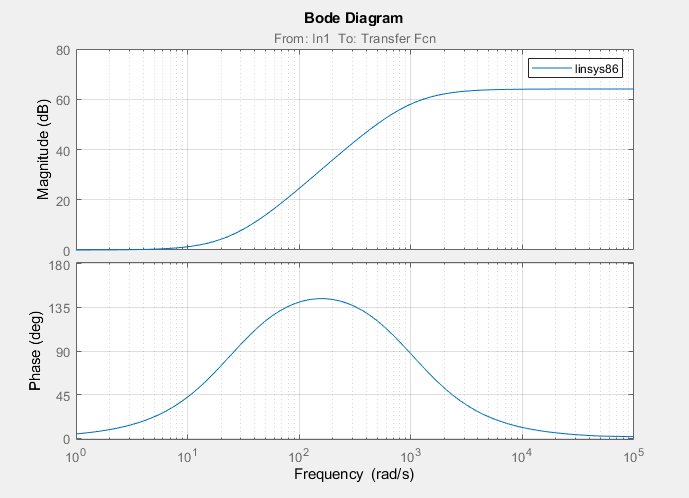 Bode Diagram
From: In1  To: Transfer Fcn
Magnitude (dB)
80
60
40
20
0
linsys86
Phase (deg)
180
135
90
45
0
10^0 10^1 10^2 10^3 10^4 10^5
Frequency (rad/s)